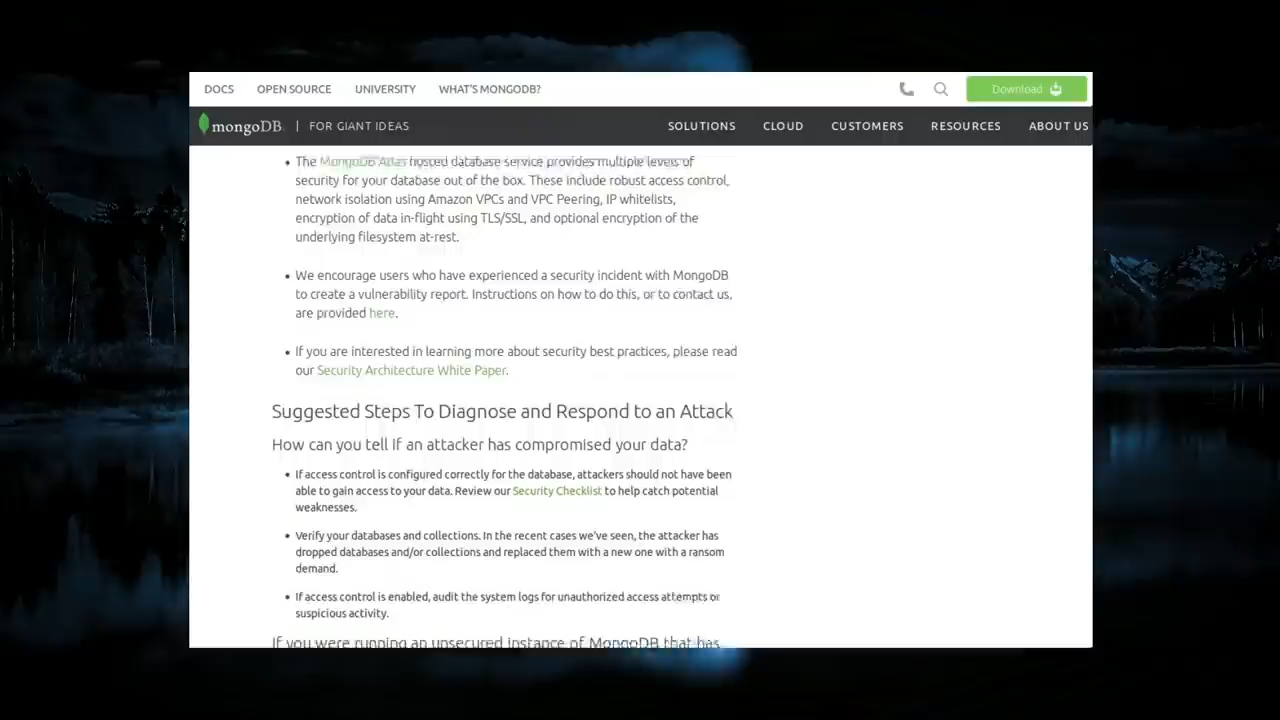 DOCS OPEN SOURCE UNIVERSITY WHAT'S MONGODB? Download
mongoDB. | FOR GIANT IDEAS SOLUTIONS CLOUD CUSTOMERS RESOURCES ABOUT US
• The MongoDB Atlas hosted database service provides multiple levels of
security for your database out of the box. These include robust access control,
network isolation using Amazon VPCs and VPC Peering, IP whitelists,
encryption of data in-flight using TLS/SSL, and optional encryption of the
underlying filesystem at-rest.
• We encourage users who have experienced a security incident with MongoDB
to create a vulnerability report. Instructions on how to do this, or to contact us,
are provided here.
• If you are interested in learning more about security best practices, please read
our Security Architecture White Paper.
Suggested Steps To Diagnose and Respond to an Attack
How can you tell if an attacker has compromised your data?
• If access control is configured correctly for the database, attackers should not have been
able to gain access to your data. Review our Security Checklist to help catch potential
weaknesses.
• Verify your databases and collections. In the recent cases we've seen, the attacker has
dropped databases and/or collections and replaced them with a new one with a ransom
demand.
• If access control is enabled, audit the system logs for unauthorized access attempts or
suspicious activity.
If you were running an unsecured instance of MongoDB that has